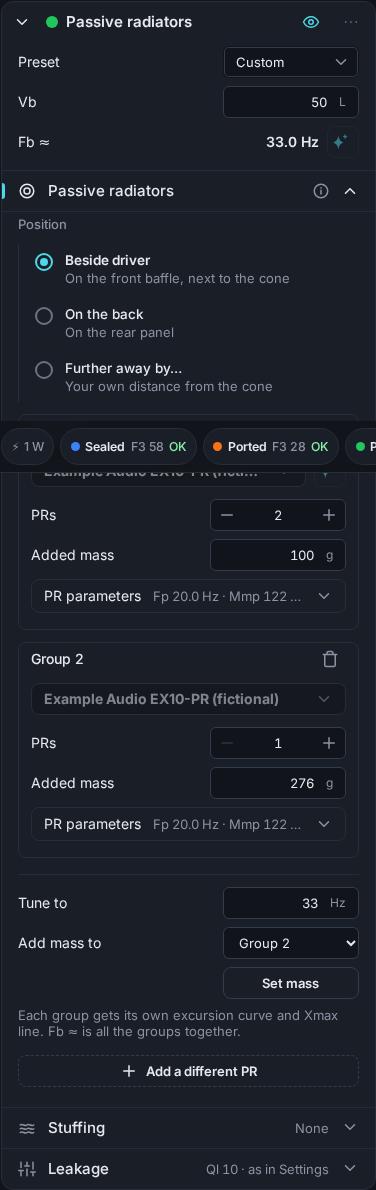 Passive radiators
Preset Custom
Vb 50 L
Fb ≈ 33.0 Hz
Passive radiators
Position
Beside driver
On the front baffle, next to the cone
On the back
On the rear panel
Further away by...
Your own distance from the cone
1 W Sealed F3 58 OK Ported F3 28 OK P
Example Audio EX10-PR (ficti...
PRs 2
Added mass 100 g
PR parameters Fp 20.0 Hz · Mmp 122 ...
Group 2
Example Audio EX10-PR (fictional)
PRs 1
Added mass 276 g
PR parameters Fp 20.0 Hz · Mmp 122 ...
Tune to 33 Hz
Add mass to Group 2
Set mass
Each group gets its own excursion curve and Xmax
line. Fb ≈ is all the groups together.
Add a different PR
Stuffing None
Leakage Ql 10 · as in Settings